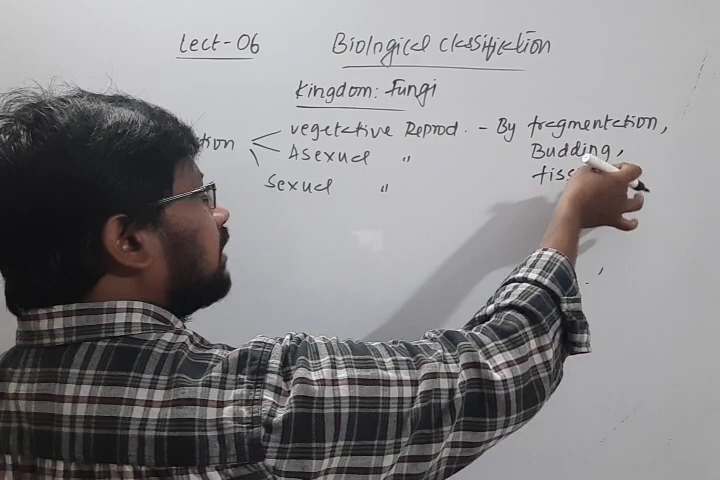 Lect-06 Biological classification
Kingdom: Fungi
vegetative Reprod. - By fragmentation,
Asexual " Budding,
Sexual "